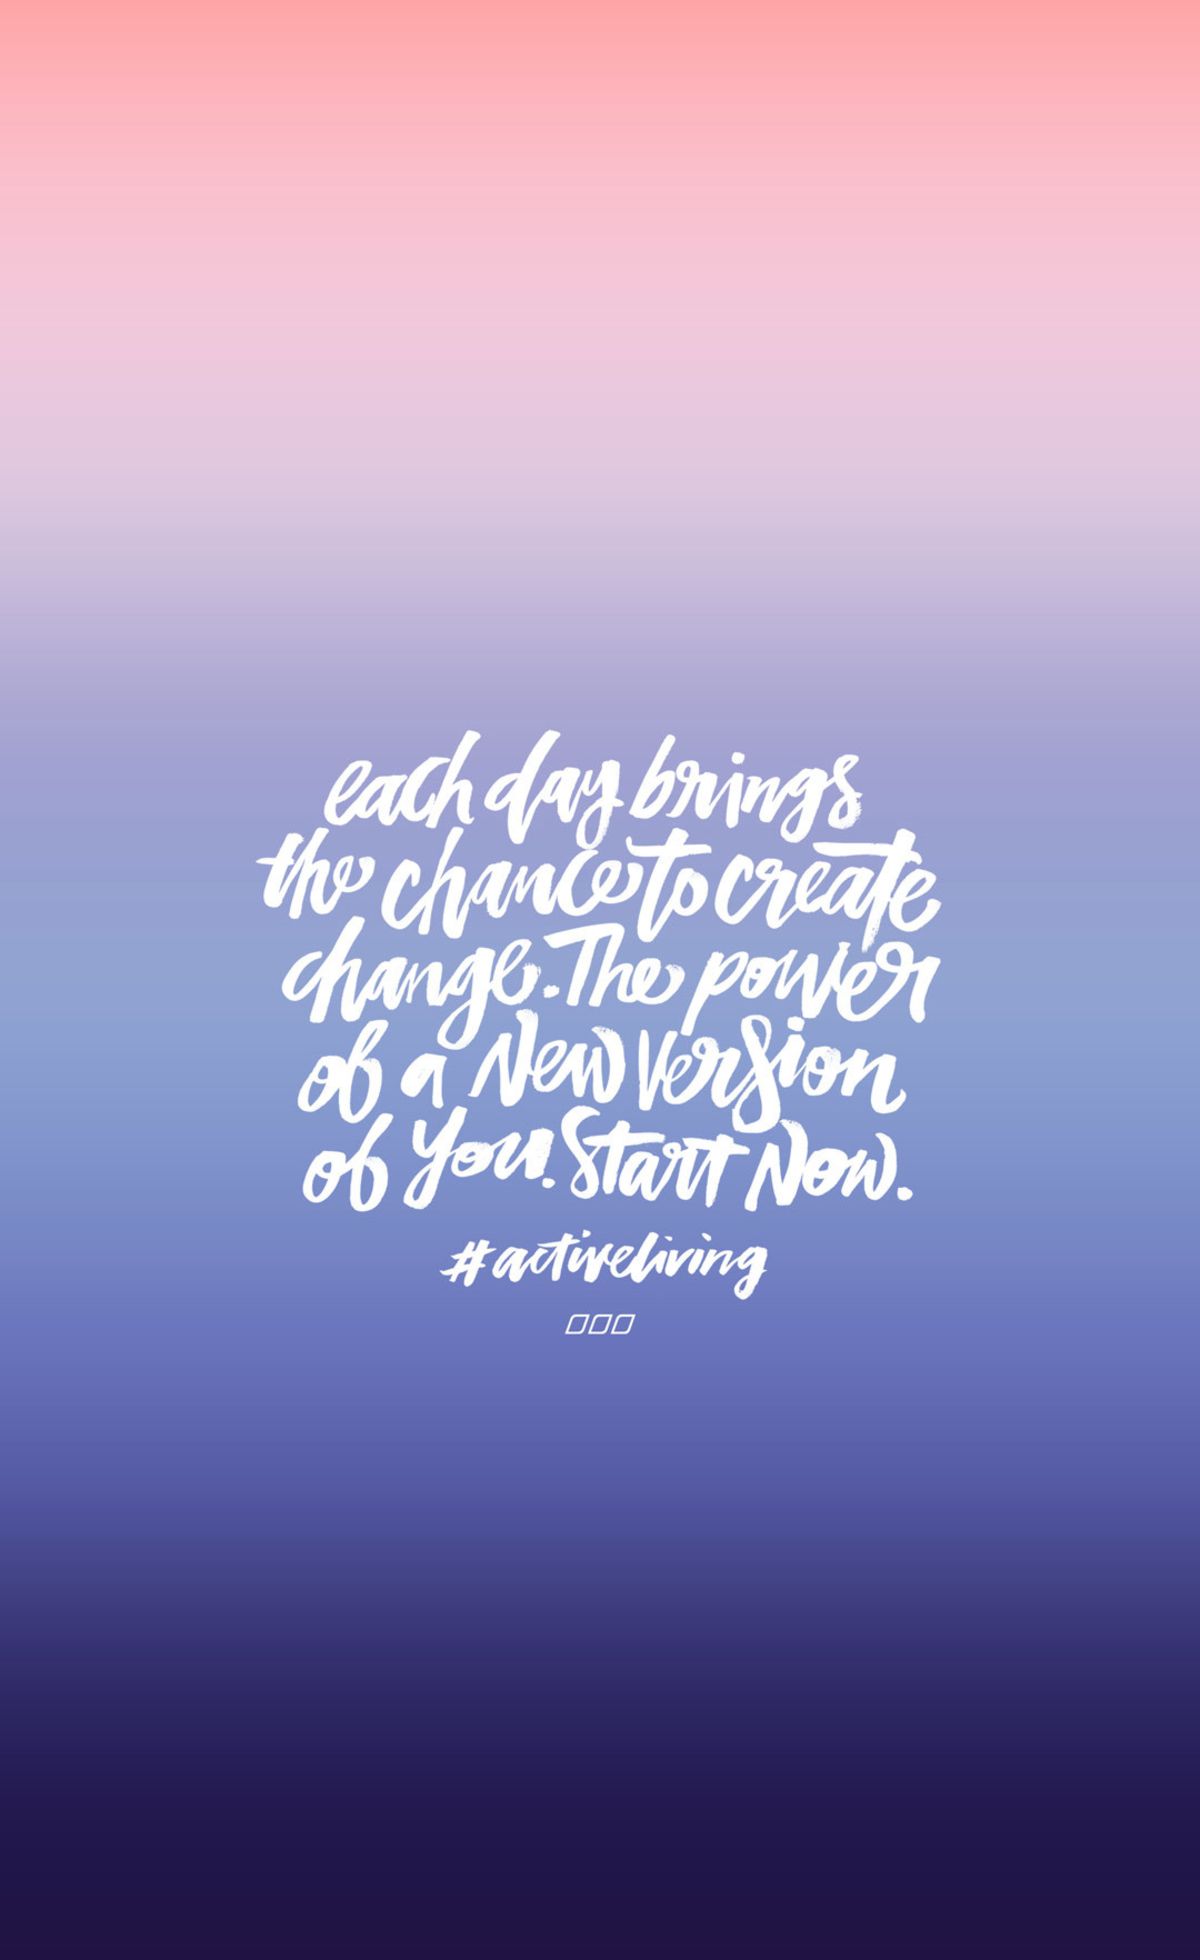 each day brings
the chance to create
change. The power
of a New Version
of You! Start Now.
#activeliving